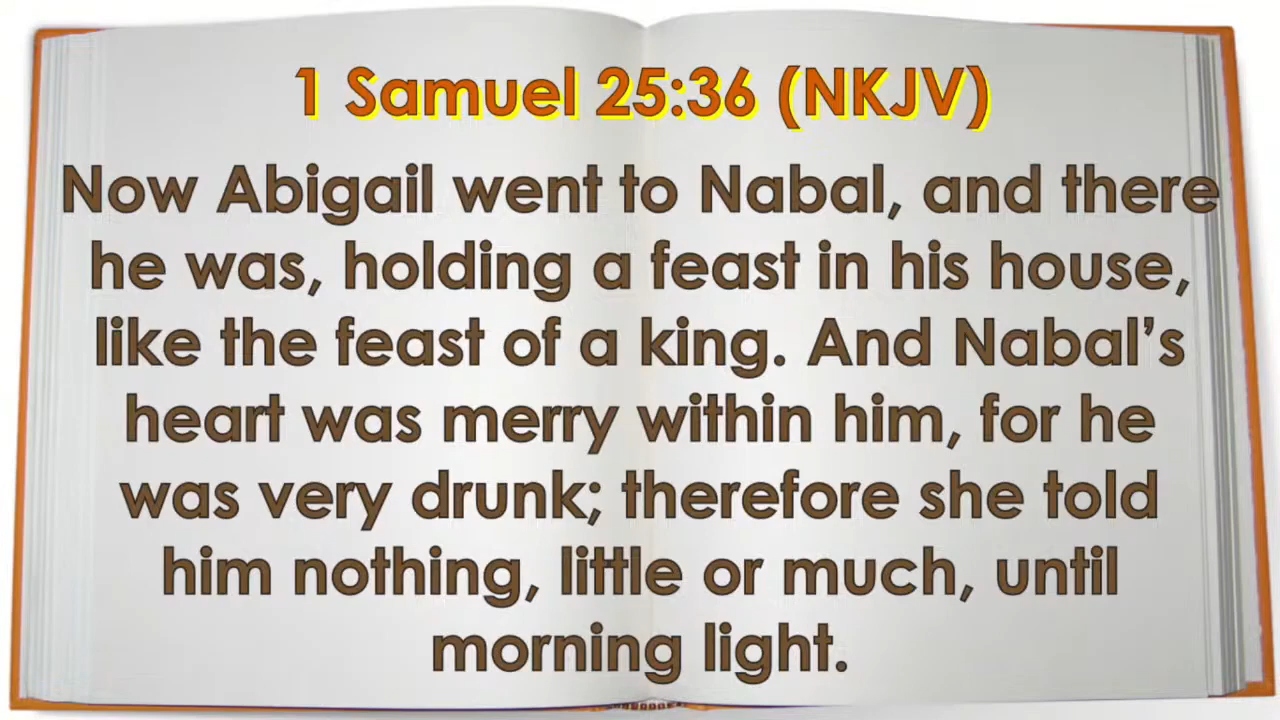 1 Samuel 25:36 (NKJV)
Now Abigail went to Nabal, and there
he was, holding a feast in his house,
like the feast of a king. And Nabal’s
heart was merry within him, for he
was very drunk; therefore she told
him nothing, little or much, until
morning light.